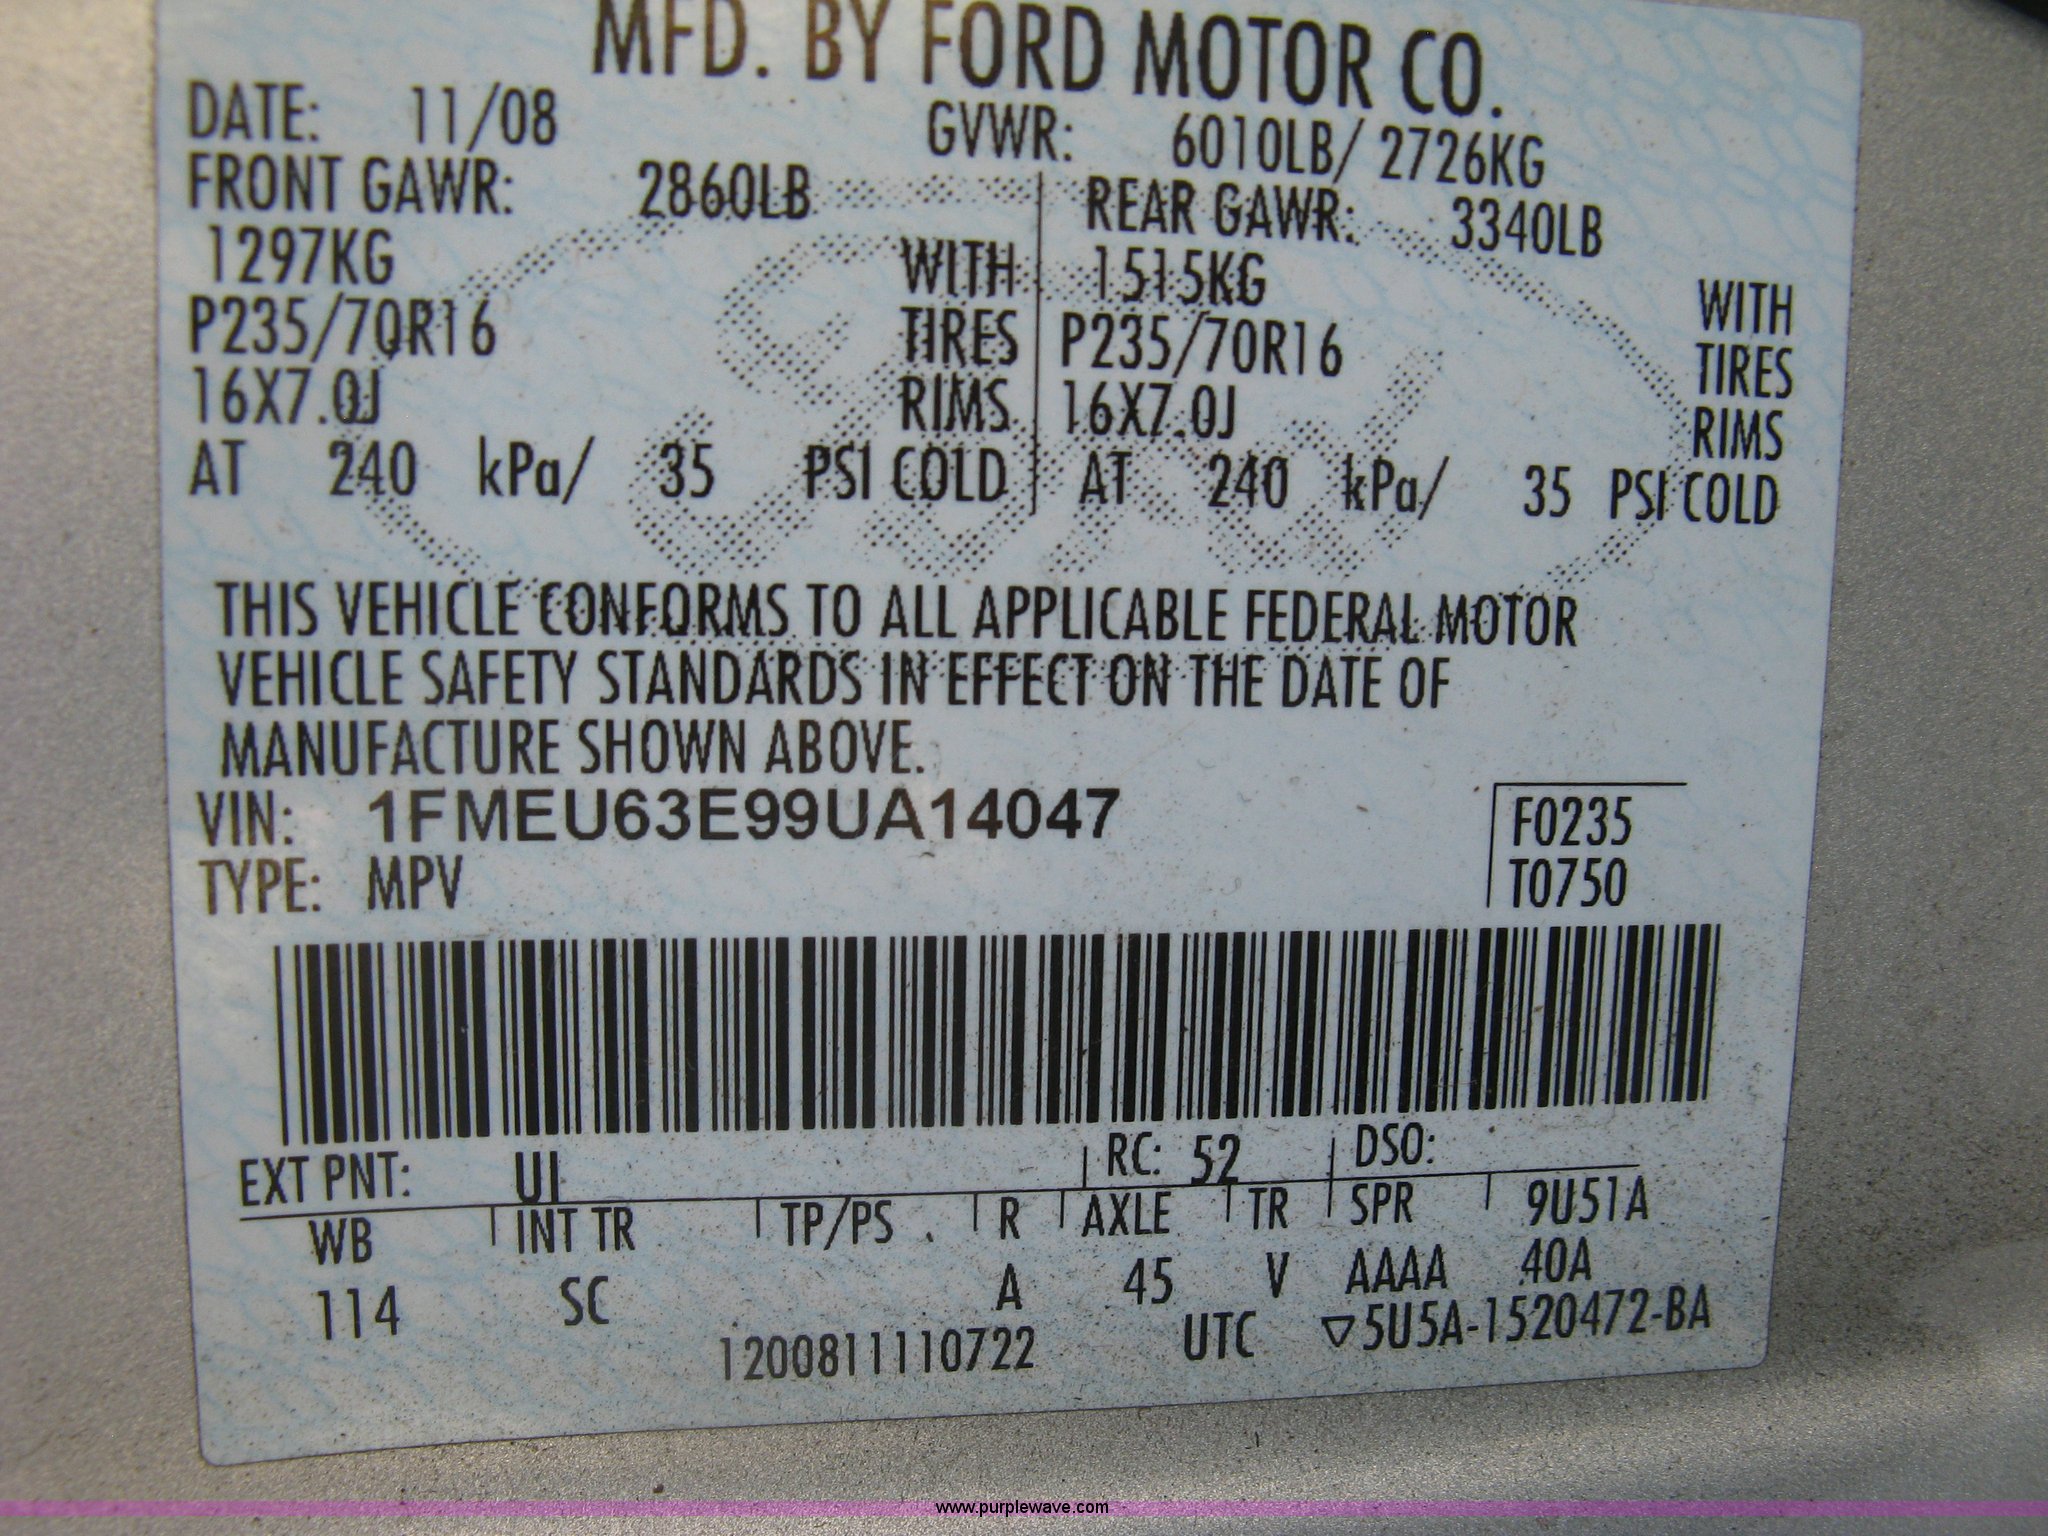 MFD. BY FORD MOTOR CO.
DATE: 11/08 GVWR: 6010LB/ 2726KG
FRONT GAWR: 2860LB REAR GAWR: 3340LB
1297KG WITH 1515KG WITH
P235/70R16 TIRES P235/70R16 TIRES
16X7.0J RIMS 16X7.0J RIMS
AT 240 kPa/ 35 PSI COLD AT 240 kPa/ 35 PSI COLD
THIS VEHICLE CONFORMS TO ALL APPLICABLE FEDERAL MOTOR
VEHICLE SAFETY STANDARDS IN EFFECT ON THE DATE OF
MANUFACTURE SHOWN ABOVE.
VIN: 1FMEU63E99UA14047 F0235
TYPE: MPV T0750
EXT PNT: UI RC: 52 DSO:
WB INT TR TP/PS . R AXLE TR SPR 9U51A
114 SC A 45 V AAAA 40A
1200811110722 UTC ▽5U5A-1520472-BA
www.purplewave.com